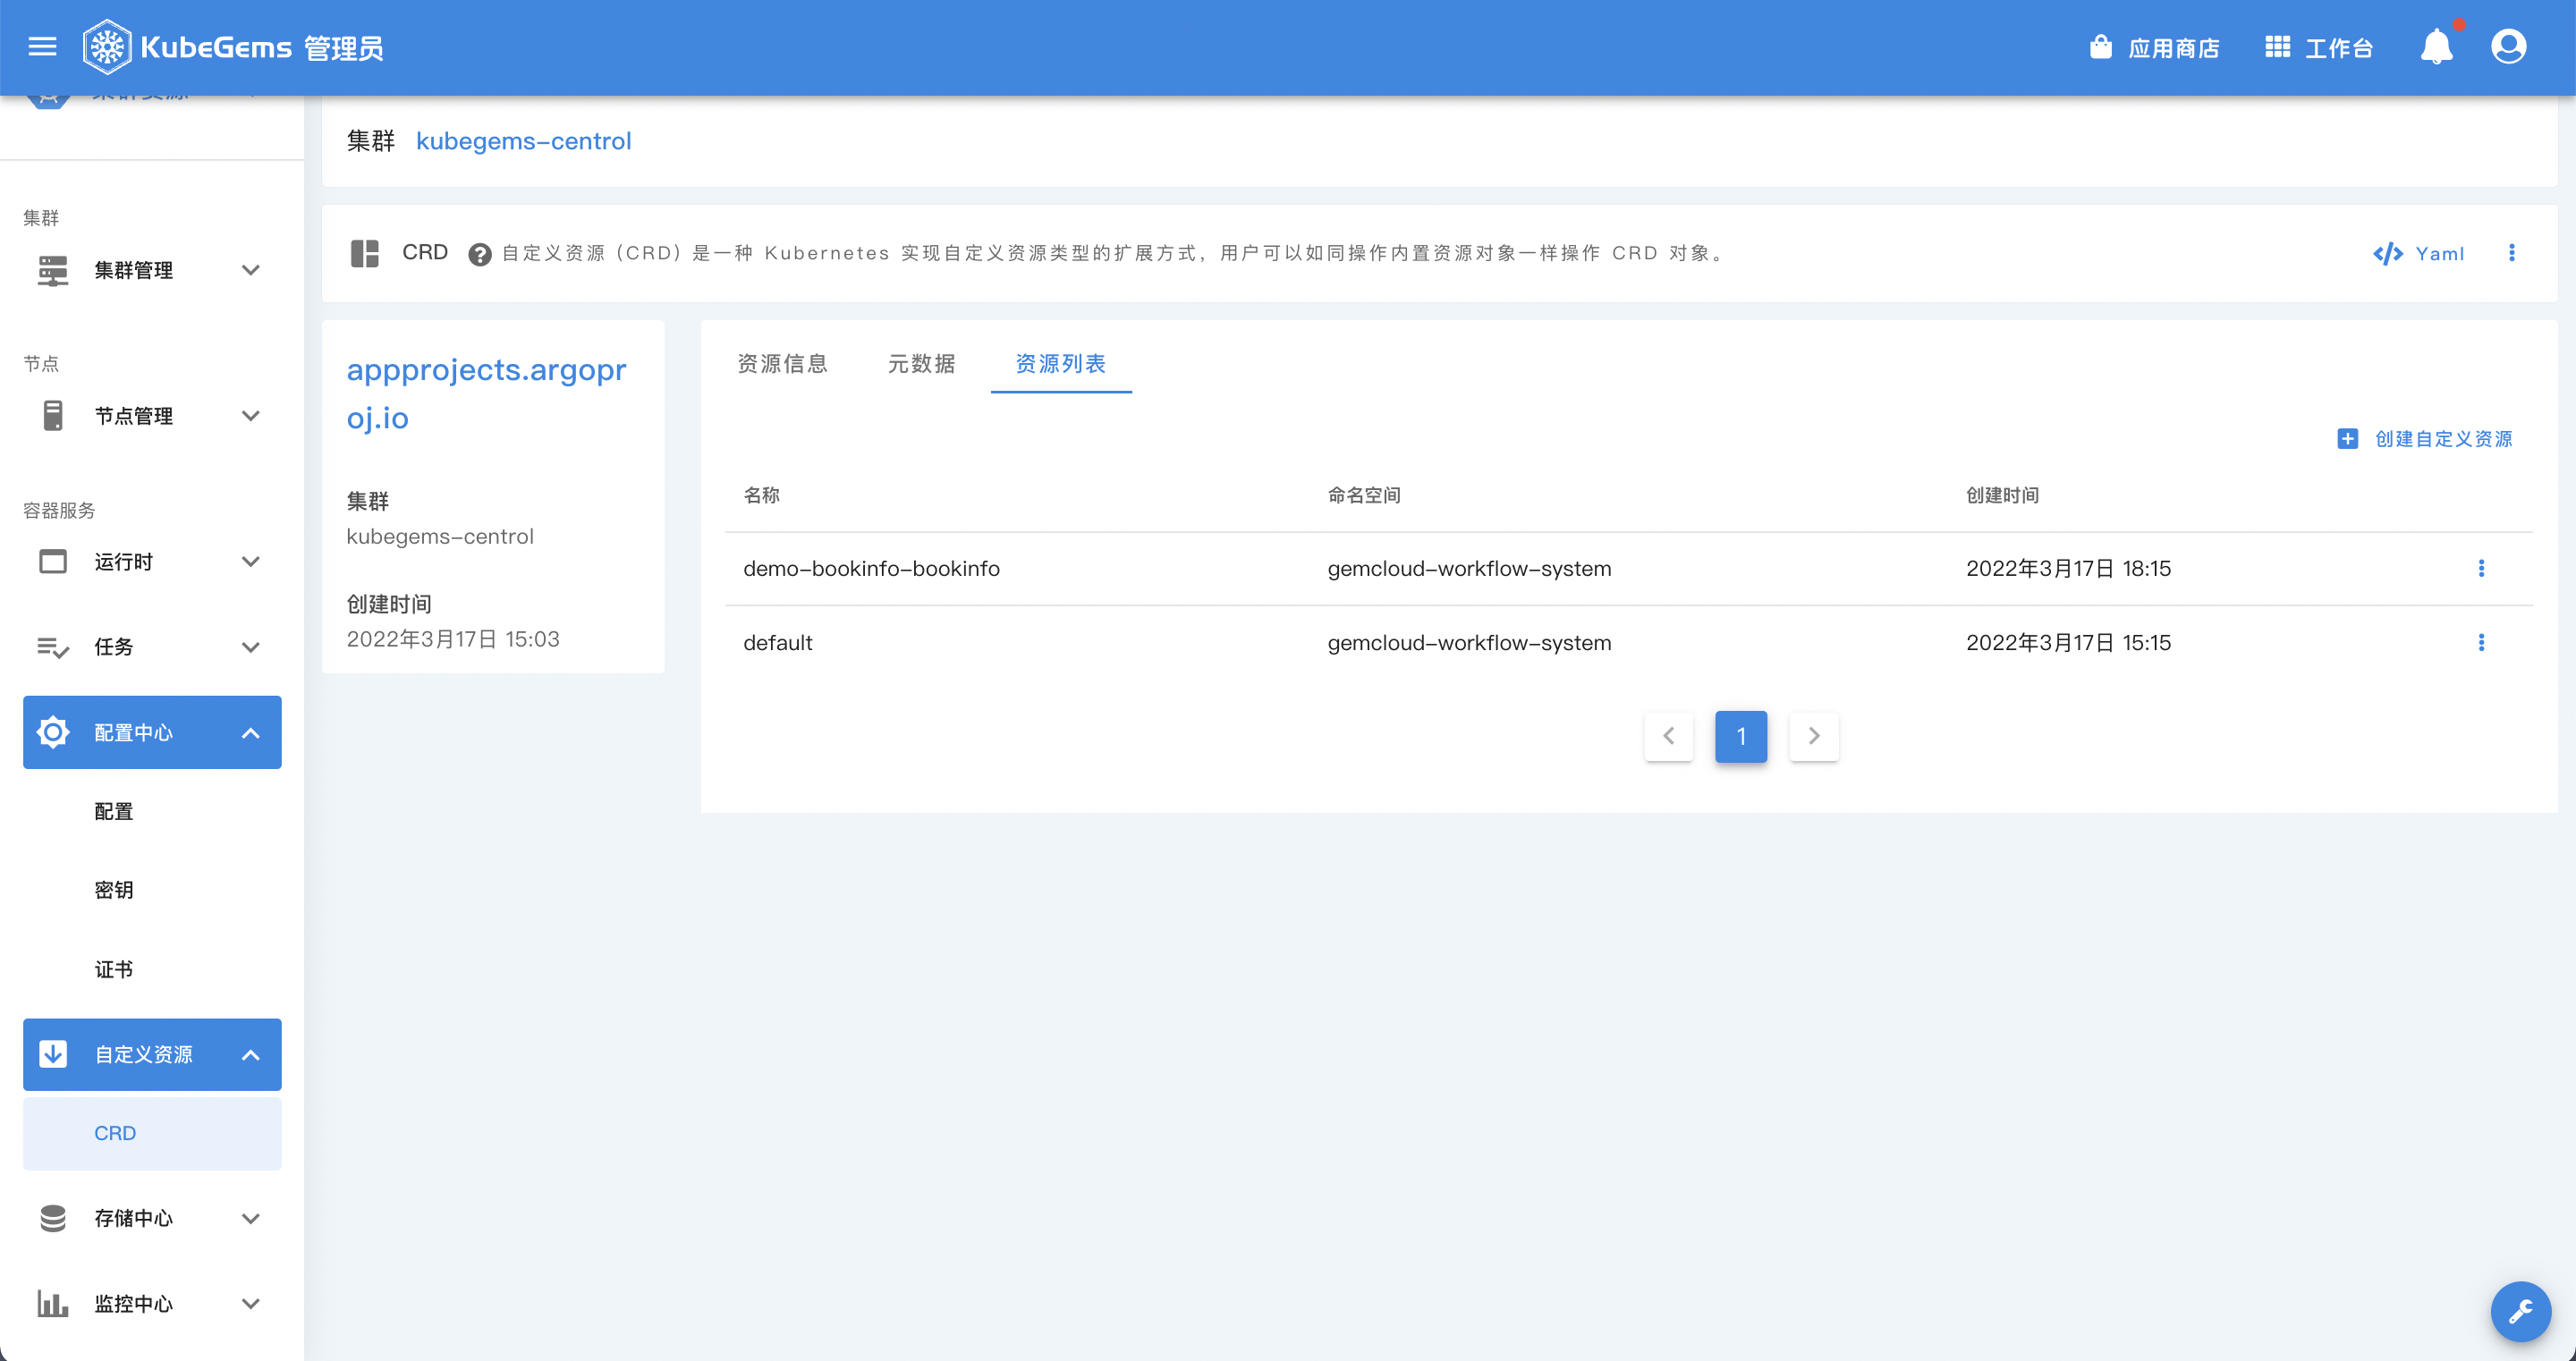 KubeGems 管理员
应用商店
工作台
集群
集群管理
节点
节点管理
容器服务
运行时
任务
配置中心
配置
密钥
证书
自定义资源
CRD
存储中心
监控中心
集群 kubegems-central
CRD
自定义资源（CRD）是一种 Kubernetes 实现自定义资源类型的扩展方式，用户可以如同操作内置资源对象一样操作 CRD 对象。
Yaml
appprojects.argopr
oj.io
集群
kubegems-central
创建时间
2022年3月17日 15:03
资源信息 元数据 资源列表
创建自定义资源
名称 命名空间 创建时间
demo-bookinfo-bookinfo gemcloud-workflow-system 2022年3月17日 18:15
default gemcloud-workflow-system 2022年3月17日 15:15
1